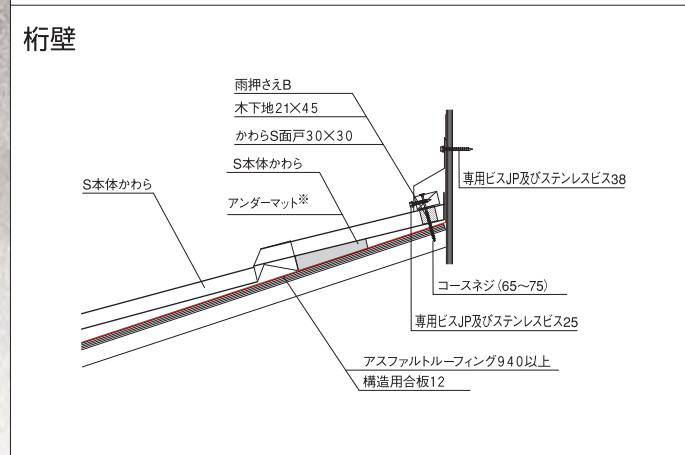 桁壁
雨押さえB
木下地21×45
かわらS面戸30×30
S本体かわら
アンダーマット※
S本体かわら
専用ビスJP及びステンレスビス38
コースネジ(65〜75)
専用ビスJP及びステンレスビス25
アスファルトルーフィング940以上
構造用合板12